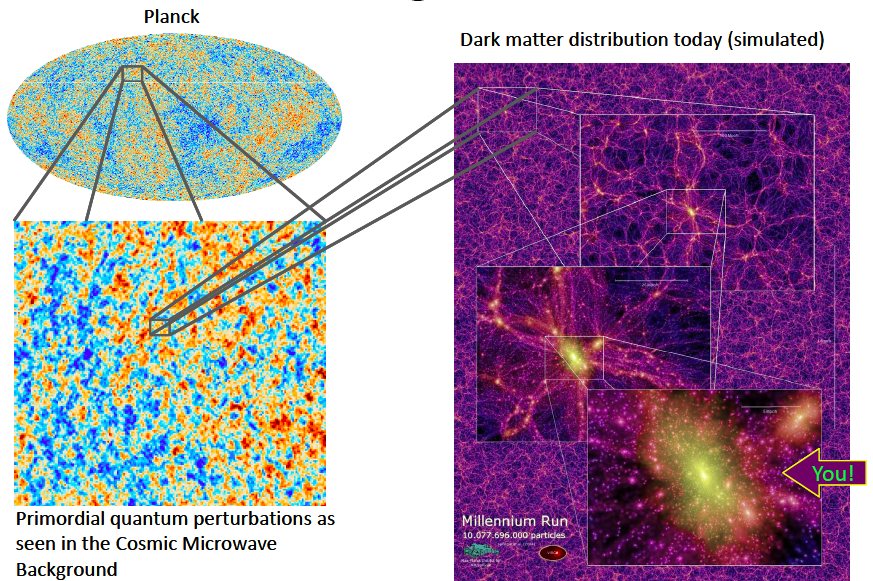 Planck
Dark matter distribution today (simulated)
You!
Millennium Run
10.077.696.000 particles
Primordial quantum perturbations as
seen in the Cosmic Microwave
Background